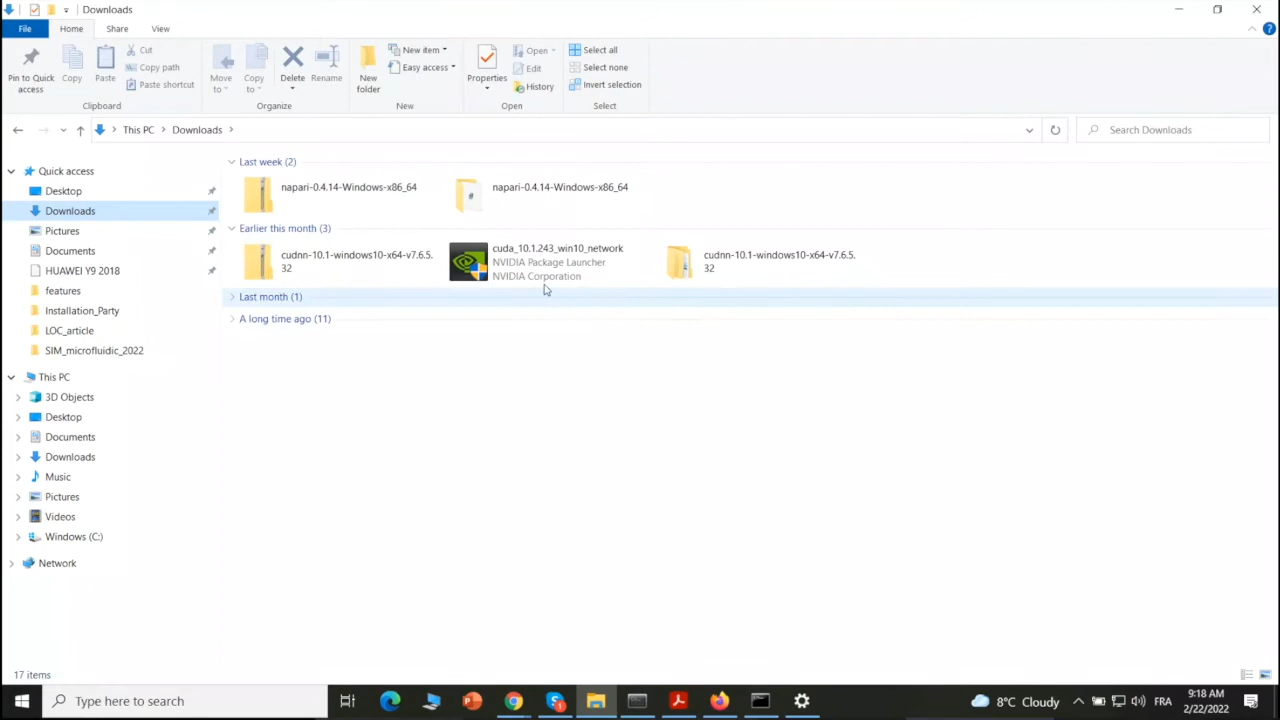 Downloads
File Home Share View
Pin to Quick access
Copy
Paste
Cut
Copy path
Paste shortcut
Clipboard
Move to
Copy to
Delete
Rename
Organize
New folder
New item
Easy access
New
Properties
Open
Edit
History
Open
Select all
Select none
Invert selection
Select
This PC Downloads
Search Downloads
Quick access
Desktop
Downloads
Pictures
Documents
HUAWEI Y9 2018
features
Installation_Party
LOC_article
SIM_microfluidic_2022
This PC
3D Objects
Desktop
Documents
Downloads
Music
Pictures
Videos
Windows (C:)
Network
Last week (2)
napari-0.4.14-Windows-x86_64
napari-0.4.14-Windows-x86_64
Earlier this month (3)
cudnn-10.1-windows10-x64-v7.6.5.
32
cuda_10.1.243_win10_network
NVIDIA Package Launcher
NVIDIA Corporation
cudnn-10.1-windows10-x64-v7.6.5.
32
Last month (1)
A long time ago (11)
17 items
Type here to search
8°C Cloudy
FRA
9:18 AM
2/22/2022